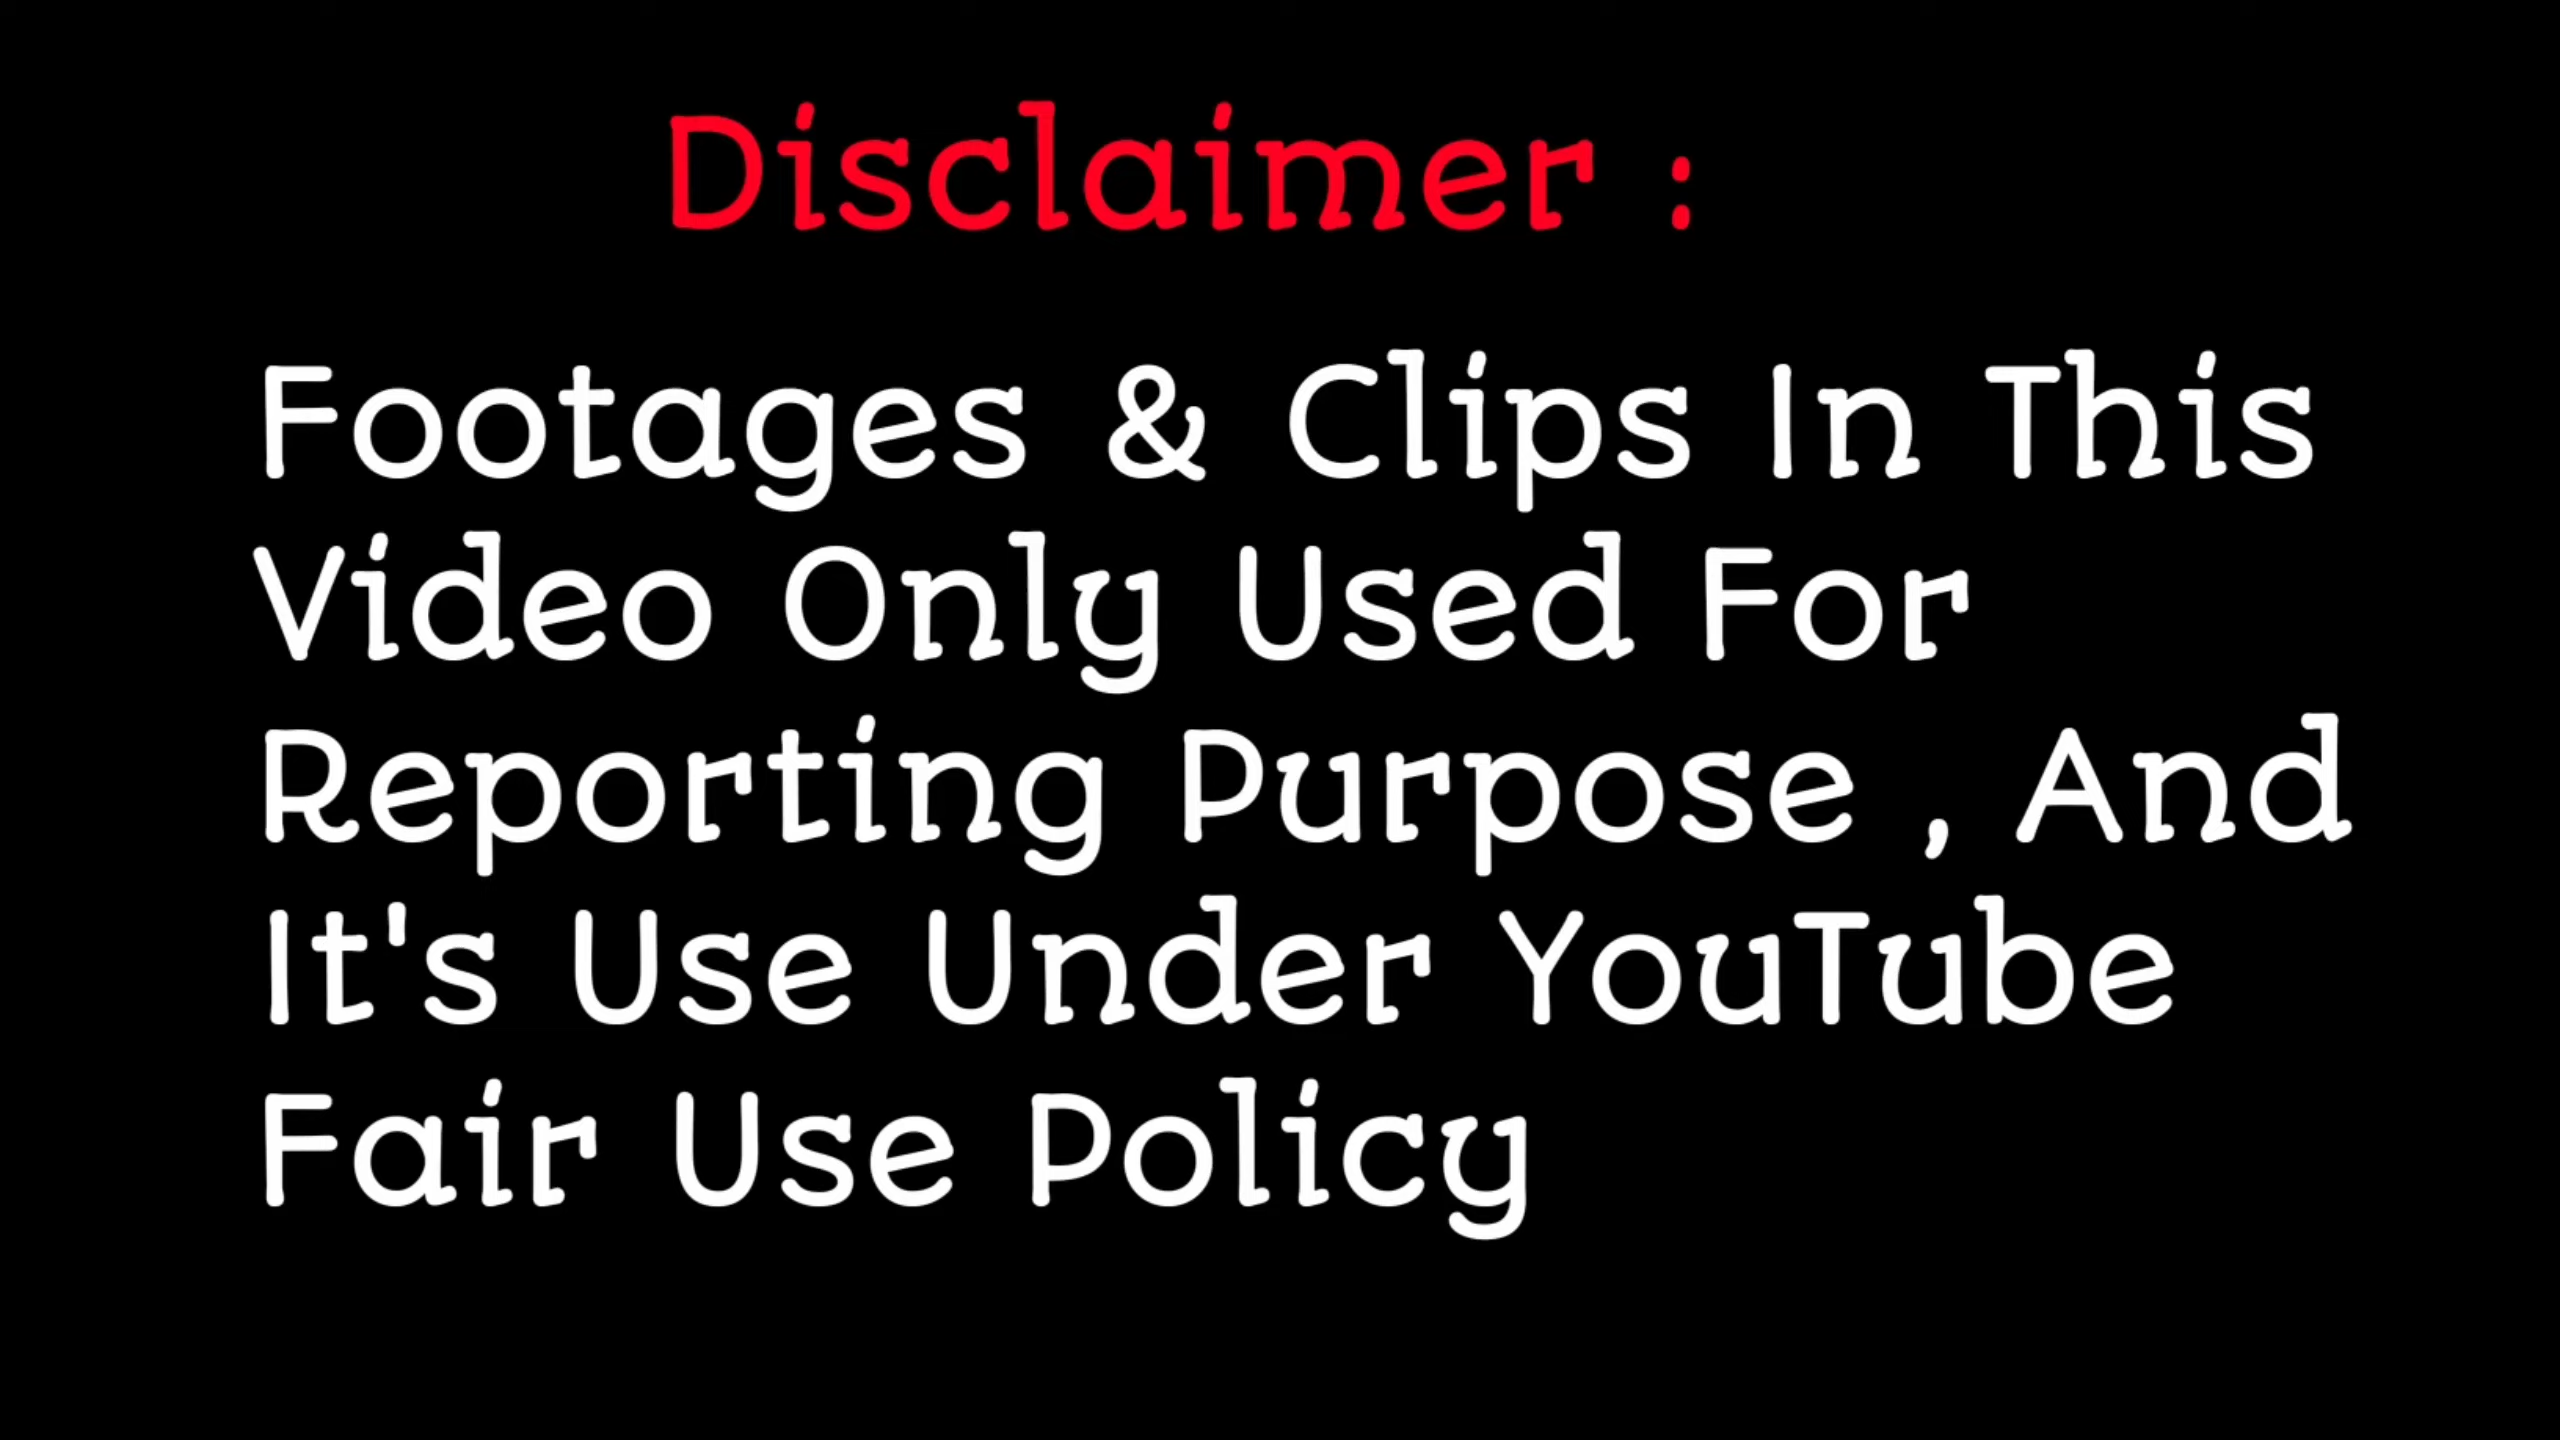 Disclaimer :
Footages & Clips In This
Video Only Used For
Reporting Purpose , And
It's Use Under YouTube
Fair Use Policy